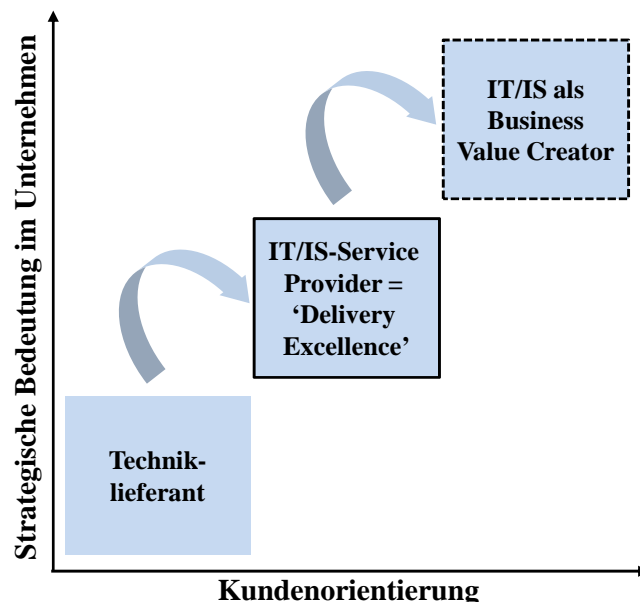 Strategische Bedeutung im Unternehmen
IT/IS als
Business
Value Creator
IT/IS-Service
Provider =
‘Delivery
Excellence’
Technik-
lieferant
Kundenorientierung